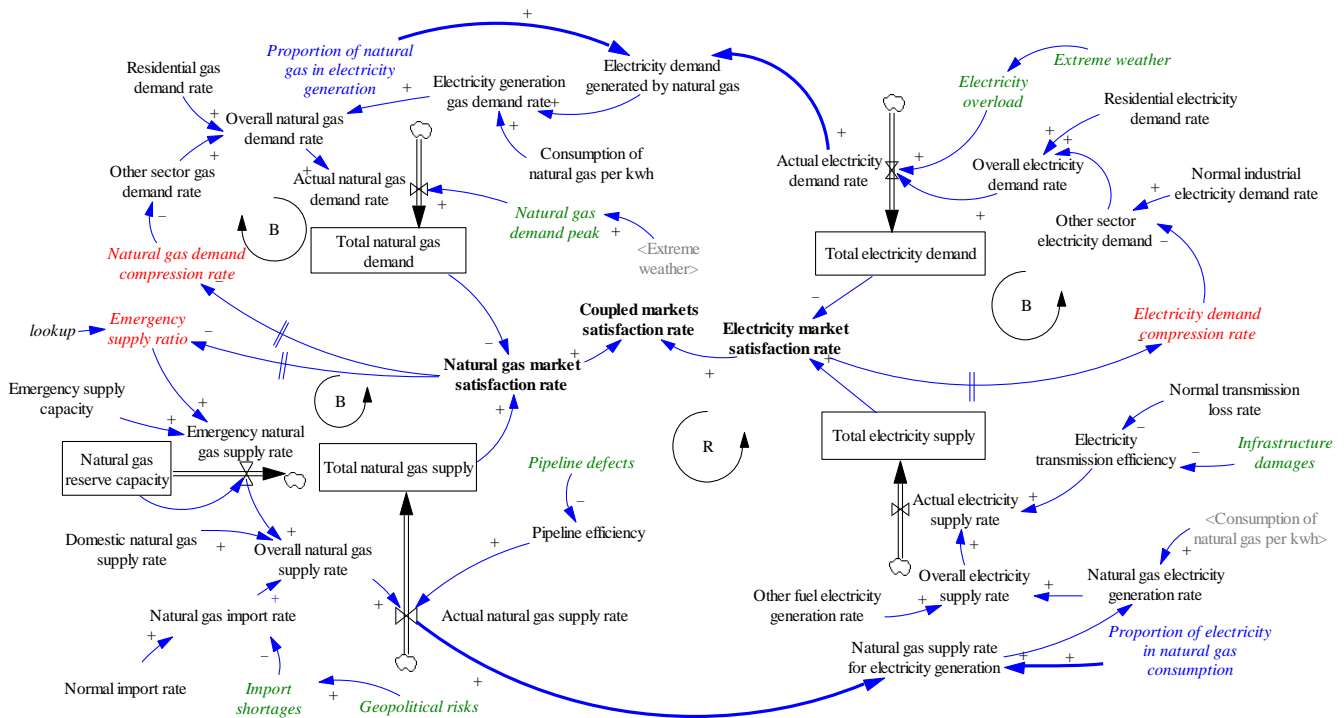 Proportion of natural
gas in electricity
generation
Residential gas
demand rate
Electricity generation
gas demand rate
Electricity demand
generated by natural gas
Extreme weather
Electricity
overload
Residential electricity
demand rate
Overall natural gas
demand rate
Consumption of
natural gas per kwh
Actual electricity
demand rate
Overall electricity
demand rate
Normal industrial
electricity demand rate
Other sector gas
demand rate
Actual natural gas
demand rate
Natural gas
demand peak
Other sector
electricity demand
B
Natural gas demand
compression rate
Total natural gas
demand
<Extreme
weather>
Total electricity demand
B
lookup
Emergency
supply ratio
Coupled markets
satisfaction rate
Electricity market
satisfaction rate
Electricity demand
compression rate
Natural gas market
satisfaction rate
Emergency supply
capacity
B
Normal transmission
loss rate
Emergency natural
gas supply rate
R
Total electricity supply
Electricity
transmission efficiency
Infrastructure
damages
Natural gas
reserve capacity
Total natural gas supply
Pipeline defects
Actual electricity
supply rate
<Consumption of
natural gas per kwh>
Domestic natural gas
supply rate
Overall natural gas
supply rate
Pipeline efficiency
Overall electricity
supply rate
Natural gas electricity
generation rate
Other fuel electricity
generation rate
Natural gas import rate
Actual natural gas supply rate
Natural gas supply rate
for electricity generation
Proportion of electricity
in natural gas
consumption
Normal import rate
Import
shortages
Geopolitical risks